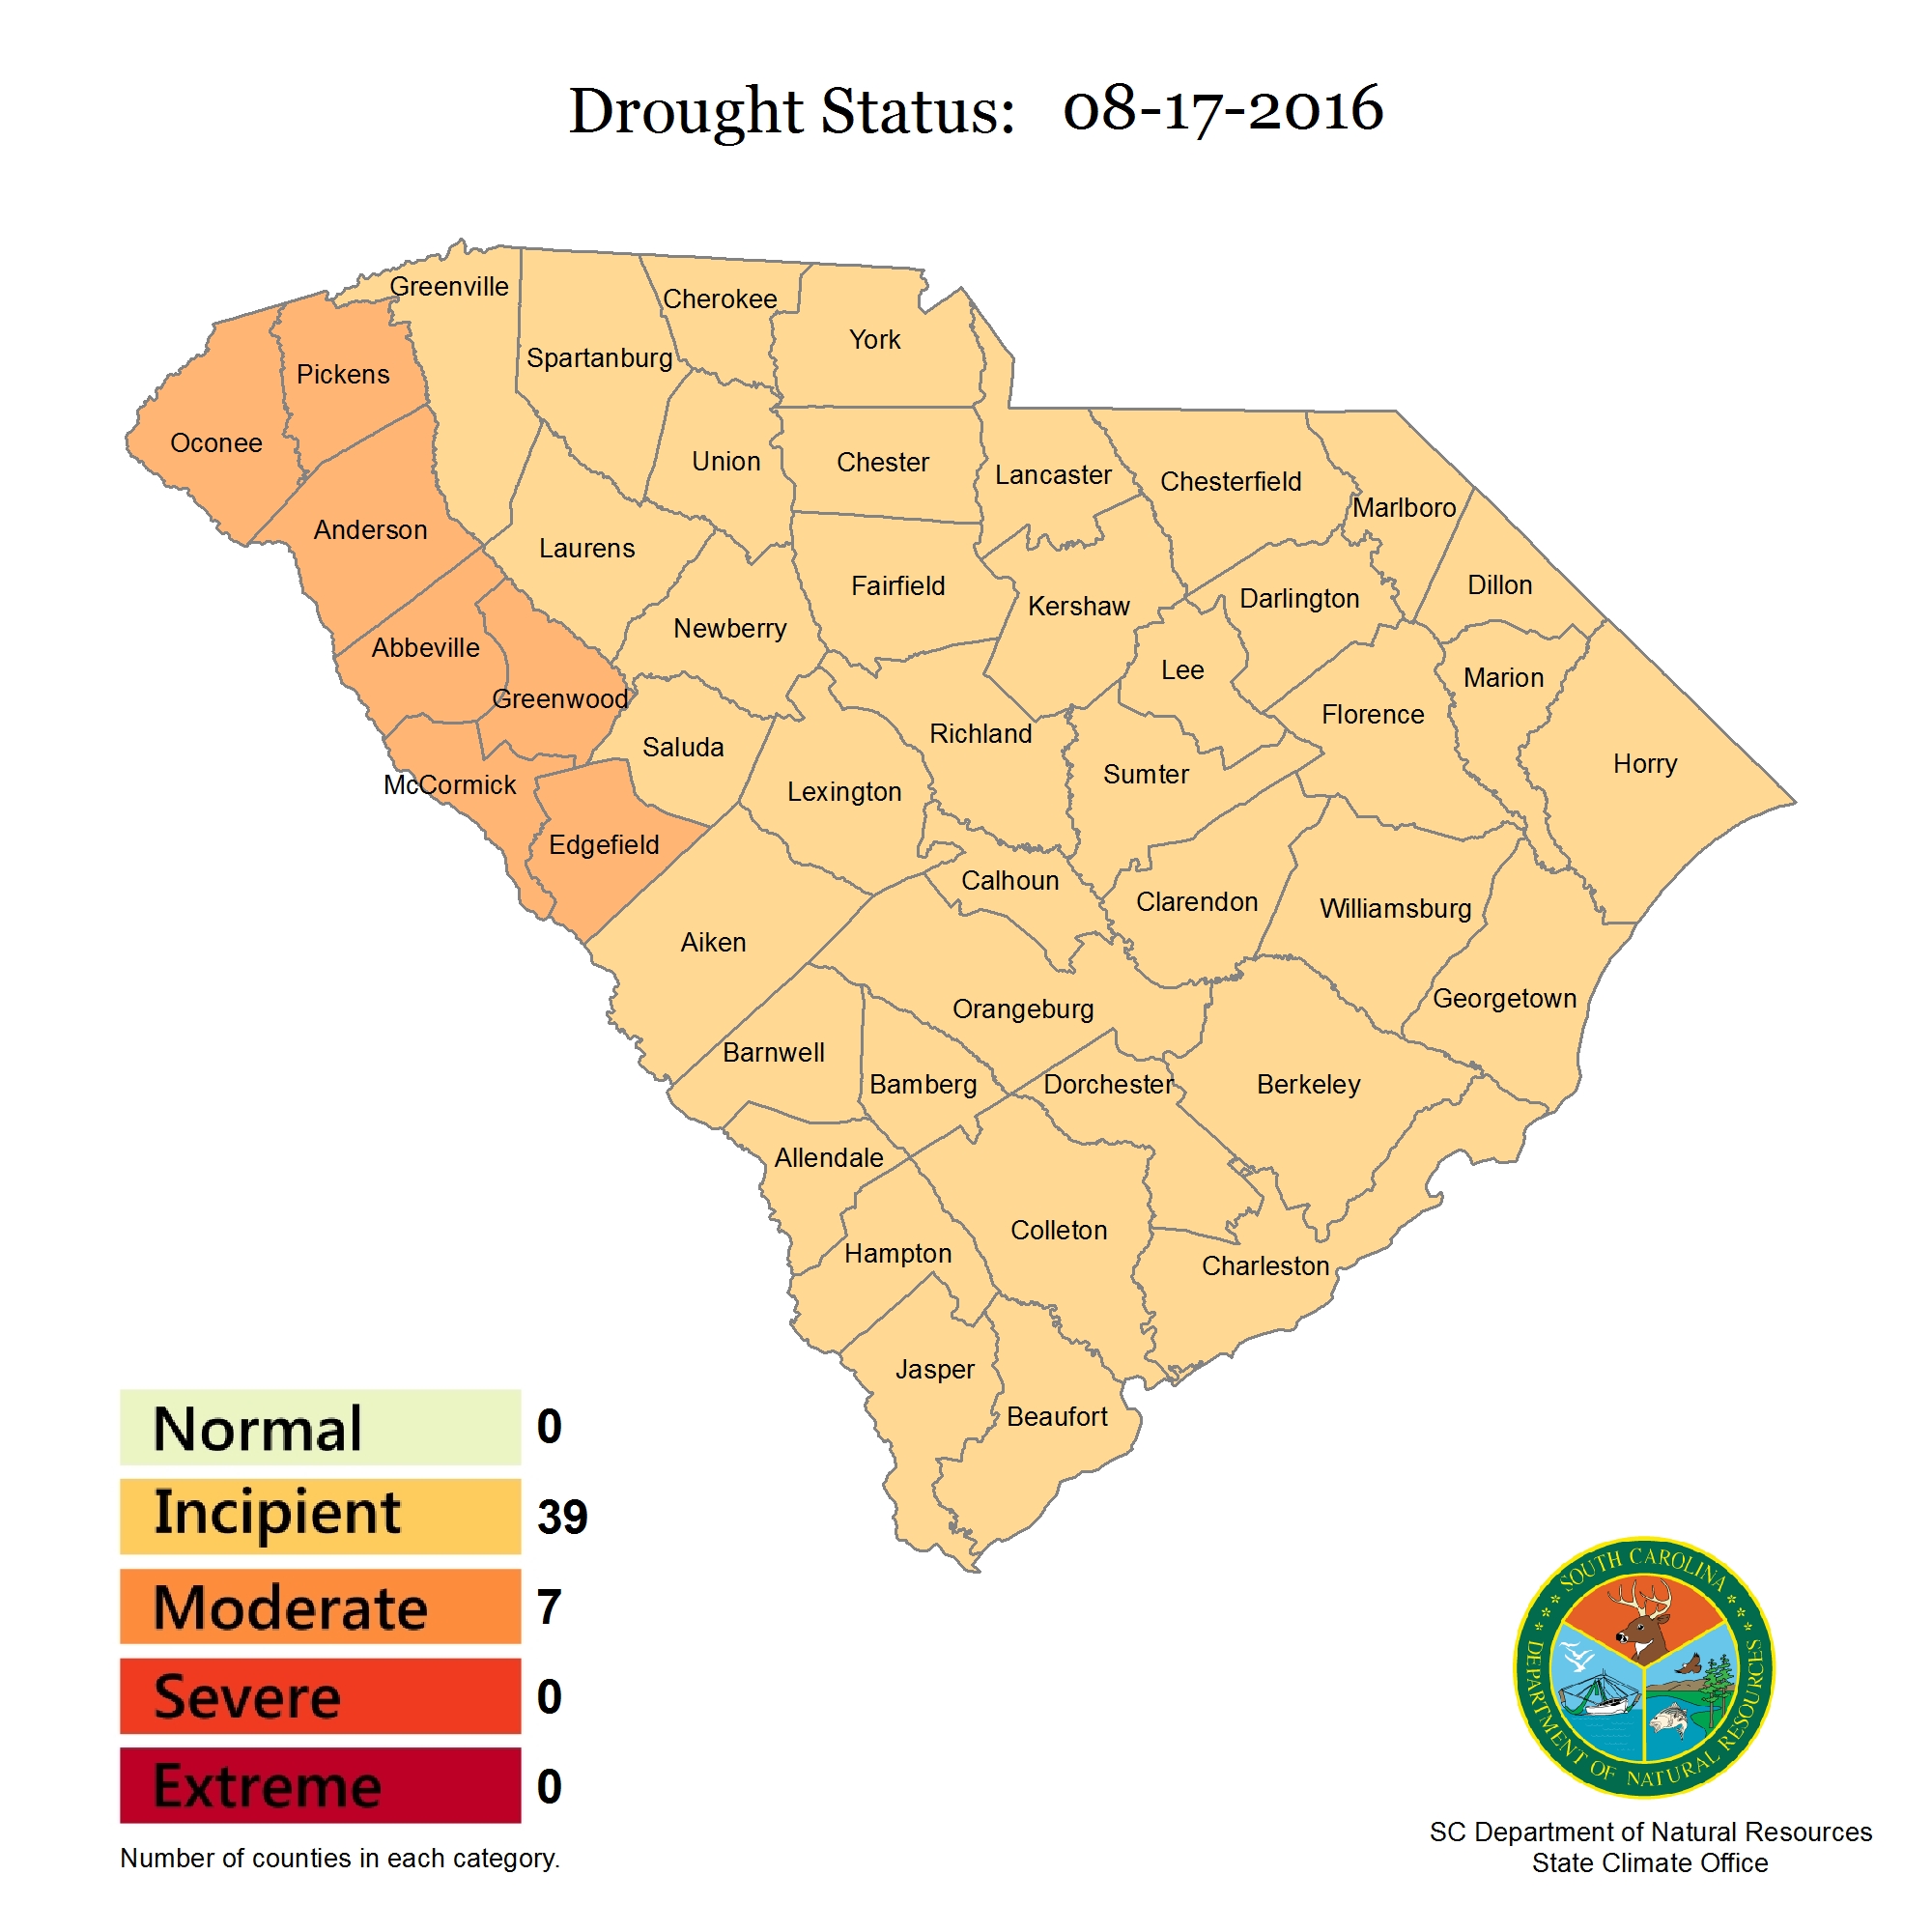 Drought Status: 08-17-2016
Greenville
Cherokee
York
Spartanburg
Pickens
Oconee
Union
Chester
Lancaster
Chesterfield
Marlboro
Anderson
Laurens
Fairfield
Kershaw
Darlington
Dillon
Abbeville
Newberry
Lee
Marion
Greenwood
Florence
Saluda
Richland
Horry
McCormick
Lexington
Sumter
Edgefield
Calhoun
Clarendon
Williamsburg
Aiken
Georgetown
Orangeburg
Barnwell
Bamberg
Dorchester
Berkeley
Allendale
Colleton
Hampton
Charleston
Jasper
Beaufort
Normal 0
Incipient 39
Moderate 7
Severe 0
Extreme 0
Number of counties in each category.
SOUTH CAROLINA
DEPARTMENT OF NATURAL RESOURCES
SC Department of Natural Resources
State Climate Office